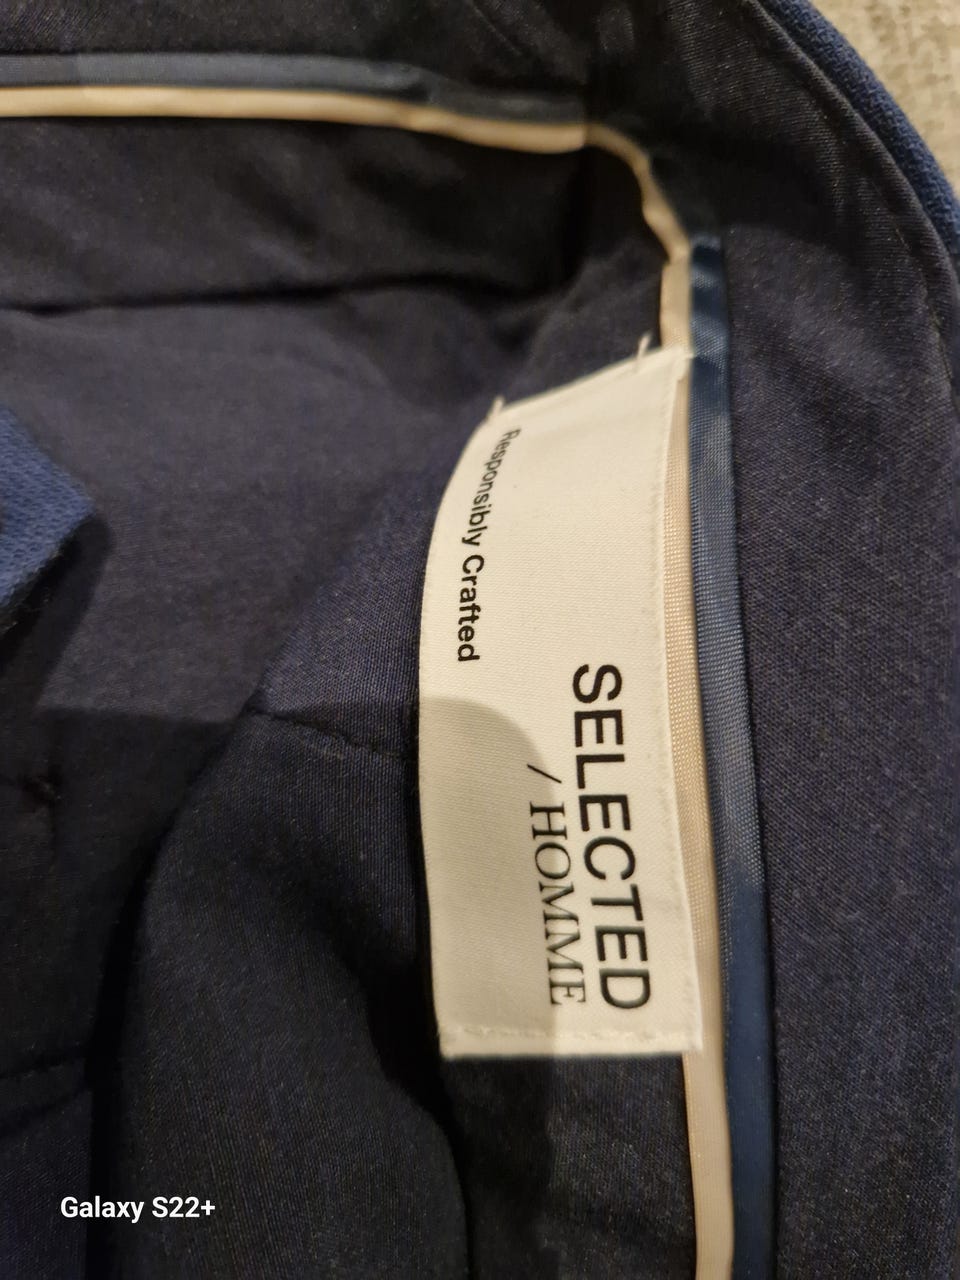 SELECTED
/ HOMME
Responsibly Crafted
Galaxy S22+